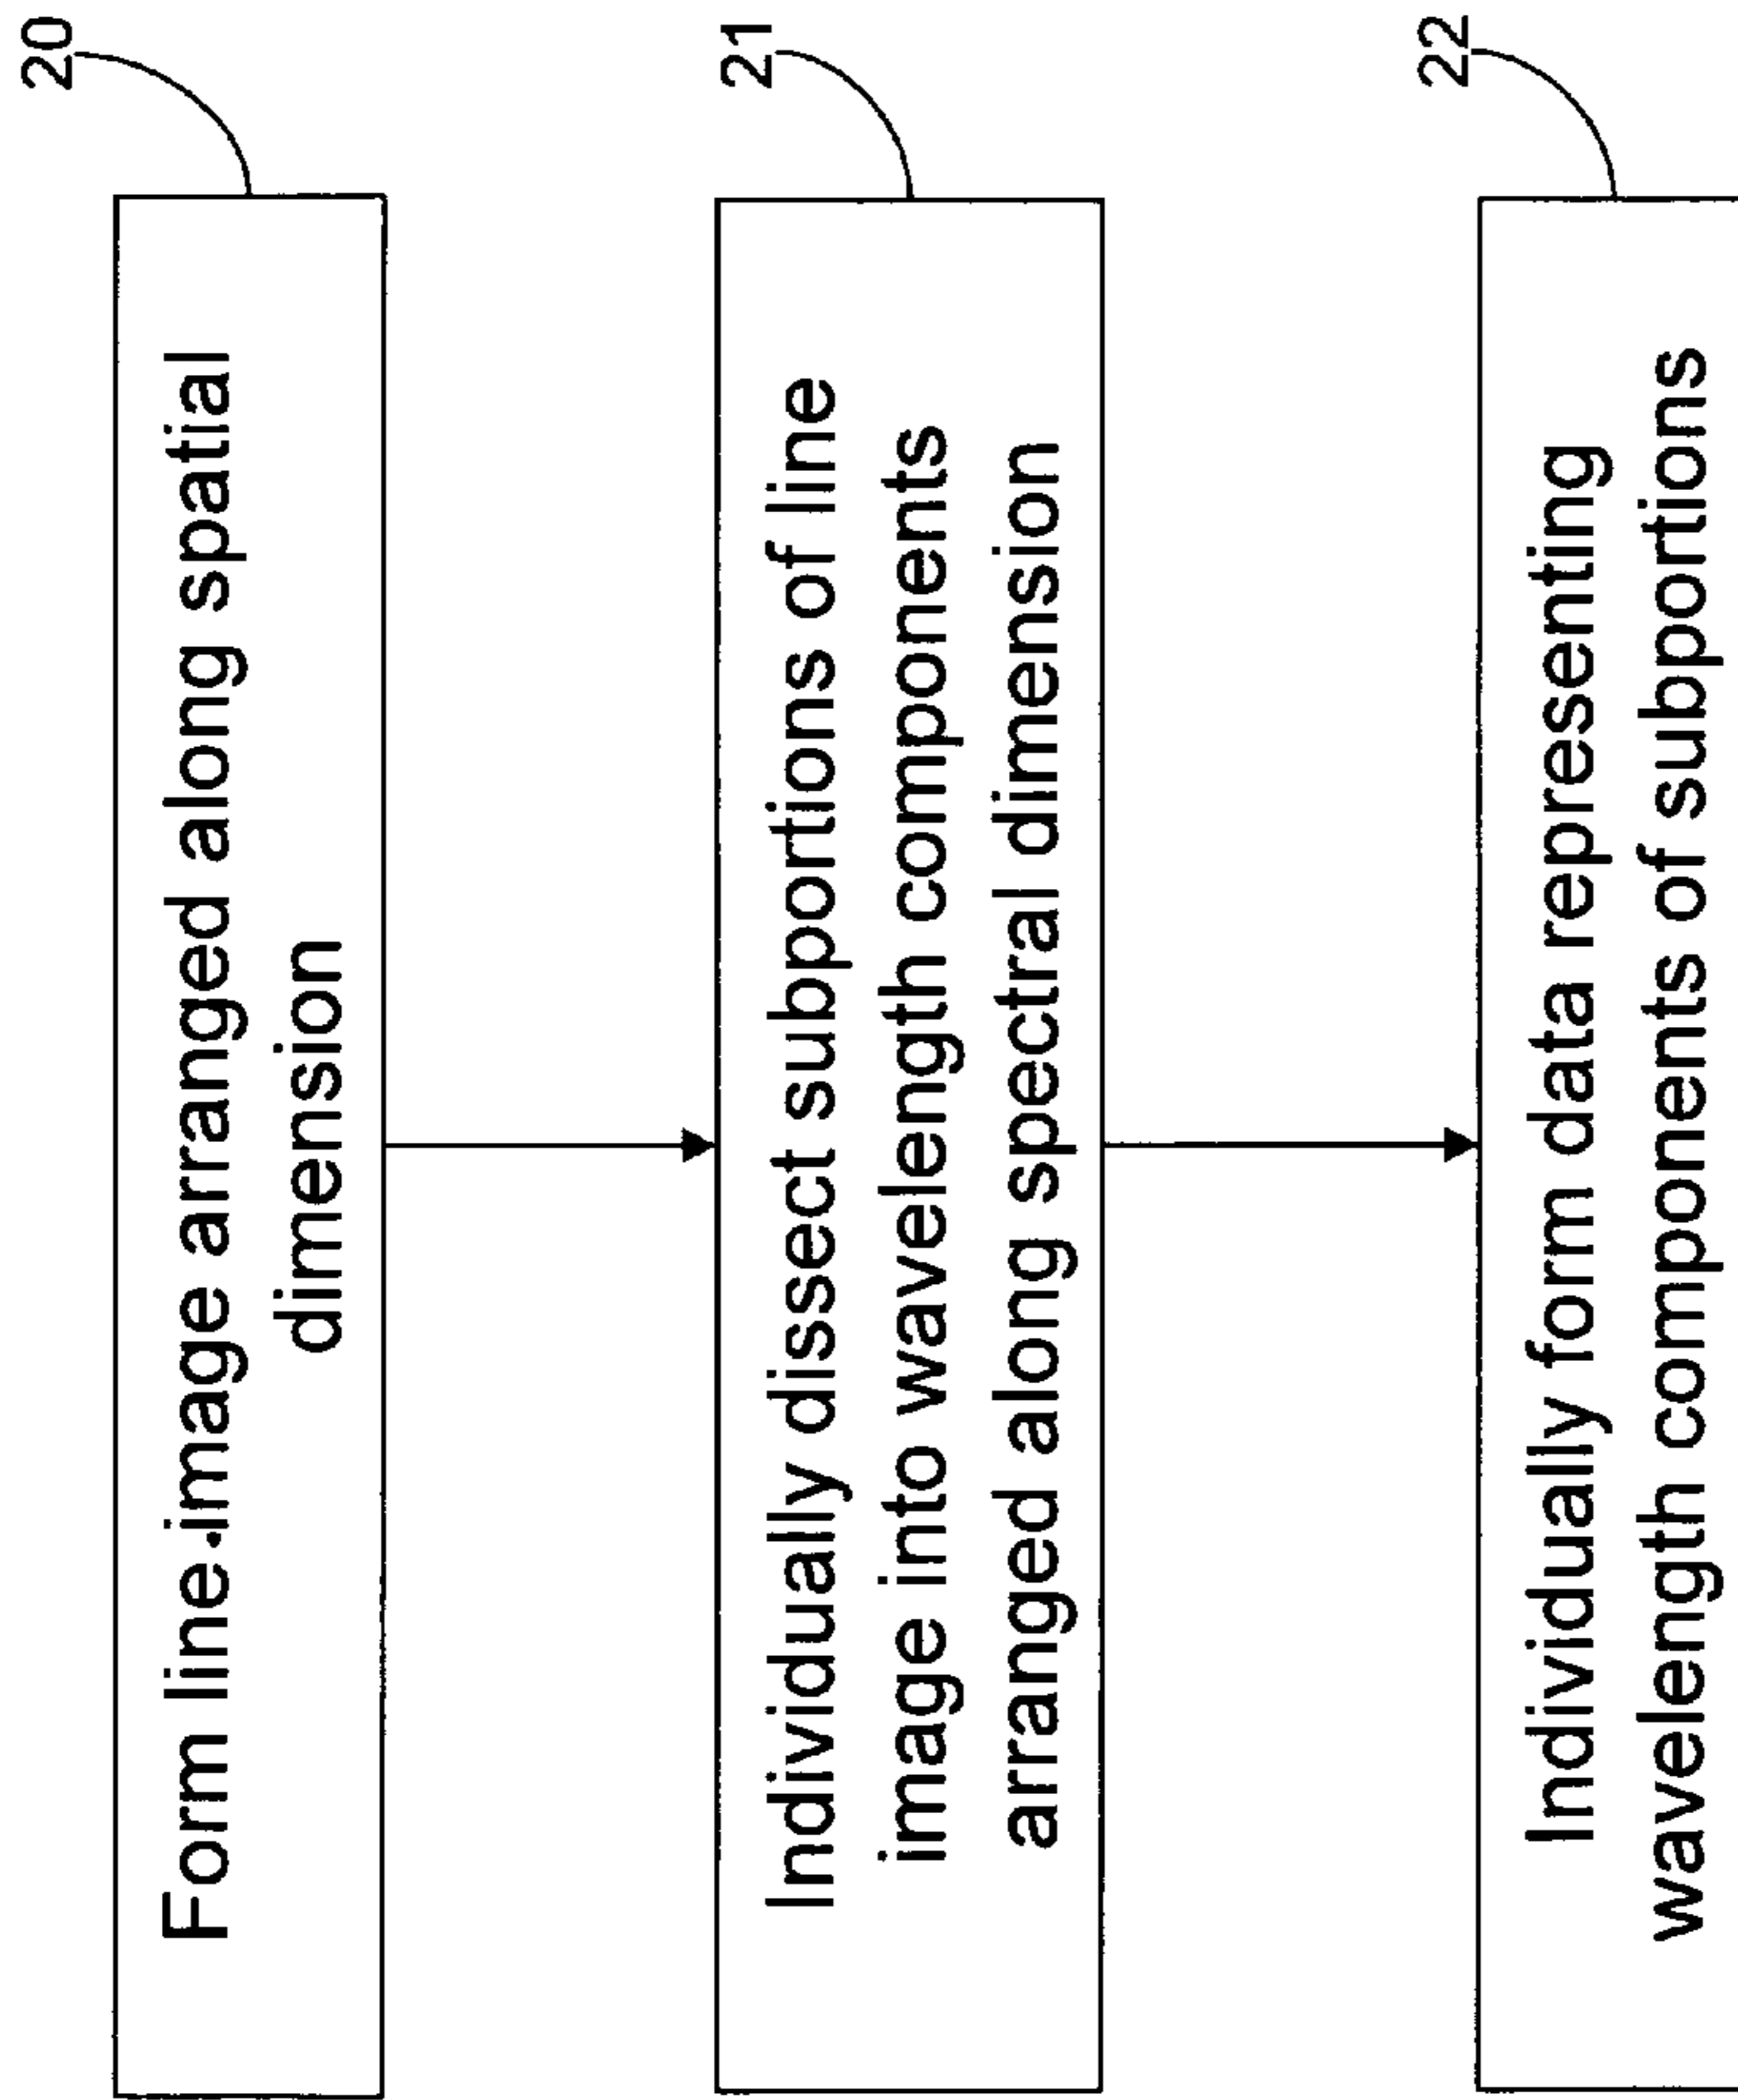 20
Form line image arranged along spatial
dimension
21
Individually dissect subportions of line
image into wavelength components
arranged along spectral dimension
22
Individually form data representing
wavelength components of subportions